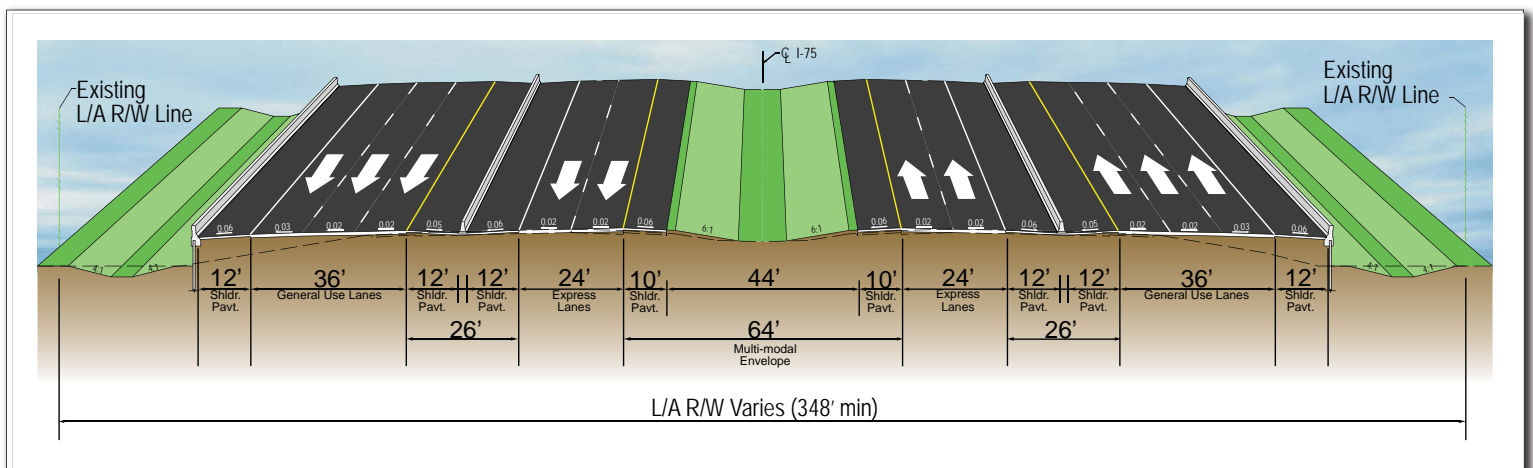 ℄ I-75
Existing
L/A R/W Line
Existing
L/A R/W Line
0.06 0.03 0.02 0.02 0.05 0.06 0.02 0.02 0.06 6:1 6:1 0.06 0.02 0.02 0.06 0.05 0.02 0.02 0.03 0.06
4:1 4:1 4:1 4:1
12' 36' 12' 12' 24' 10' 44' 10' 24' 12' 12' 36' 12'
Shldr. General Use Lanes Shldr. Shldr. Express Shldr. Shldr. Express Shldr. Shldr. General Use Lanes Shldr.
Pavt. Pavt. Pavt. Lanes Pavt. Pavt. Lanes Pavt. Pavt. Pavt.
26' 64' 26'
Multi-modal
Envelope
L/A R/W Varies (348' min)